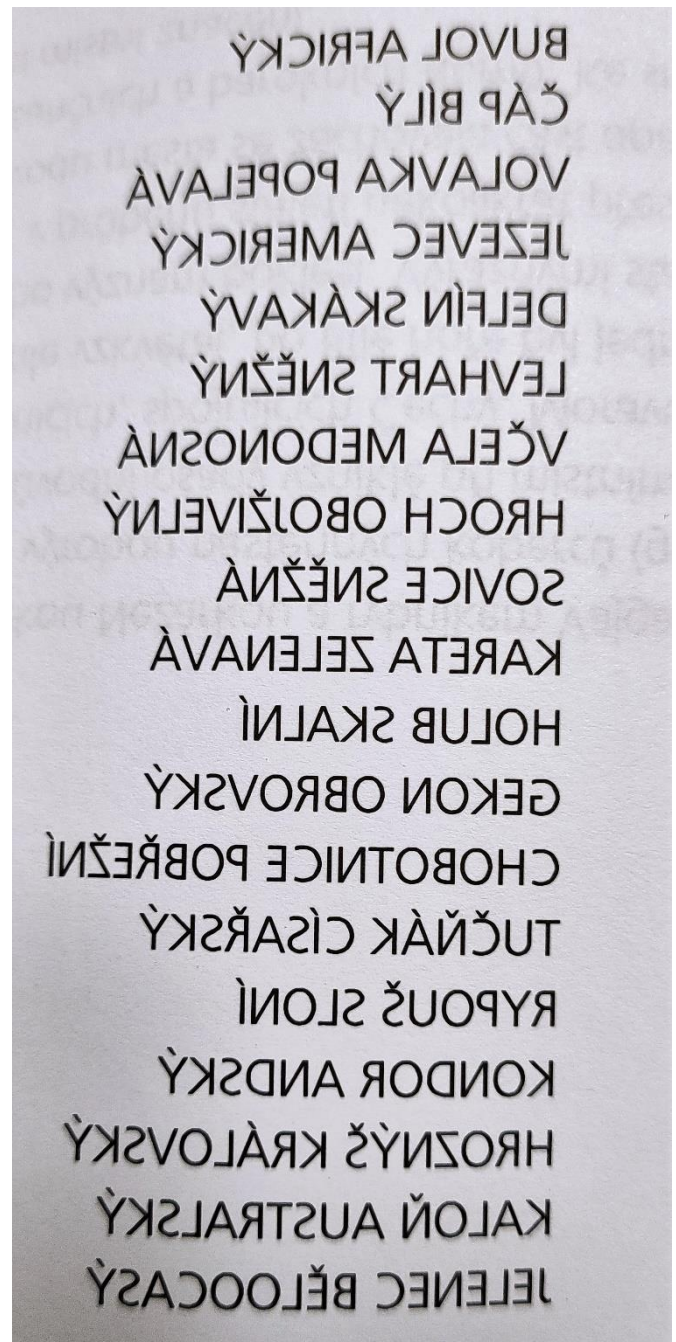 BUVOL AFRICKÝ
ČÁP BÍLÝ
VOLAVKA POPELAVÁ
JEZEVEC AMERICKÝ
DELFÍN SKÁKAVÝ
LEVHART SNĚŽNÝ
VČELA MEDONOSNÁ
HROCH OBOJŽIVELNÝ
SOVICE SNĚŽNÁ
KARETA ZELENAVÁ
HOLUB SKALNÍ
GEKON OBROVSKÝ
CHOBOTNICE POBŘEŽNÍ
TUČŇÁK CÍSAŘSKÝ
RYPOUŠ SLONÍ
KONDOR ANDSKÝ
HROZNÝŠ KRÁLOVSKÝ
KALOŇ AUSTRALSKÝ
JELENEC BĚLOOCASÝ